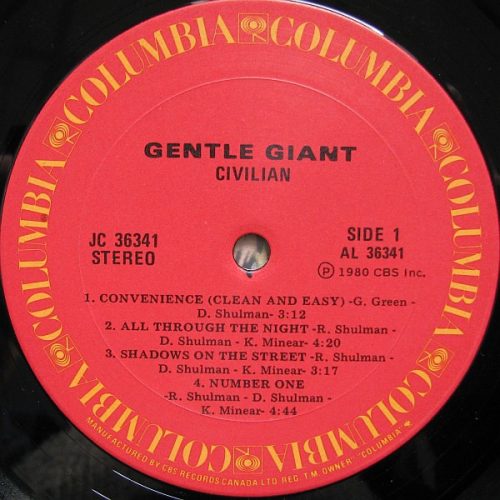 COLUMBIA COLUMBIA COLUMBIA COLUMBIA COLUMBIA COLUMBIA
GENTLE GIANT
CIVILIAN
JC 36341
STEREO
SIDE 1
AL 36341
Ⓟ 1980 CBS Inc.
1. CONVENIENCE (CLEAN AND EASY) -G. Green -
D. Shulman- 3:12
2. ALL THROUGH THE NIGHT -R. Shulman -
D. Shulman - K. Minear - 4:20
3. SHADOWS ON THE STREET - R. Shulman -
D. Shulman - K. Minear - 3:17
4. NUMBER ONE
-R. Shulman - D. Shulman -
K. Minear- 4:44
MANUFACTURED BY CBS RECORDS CANADA LTD REG. T.M. OWNER "COLUMBIA"